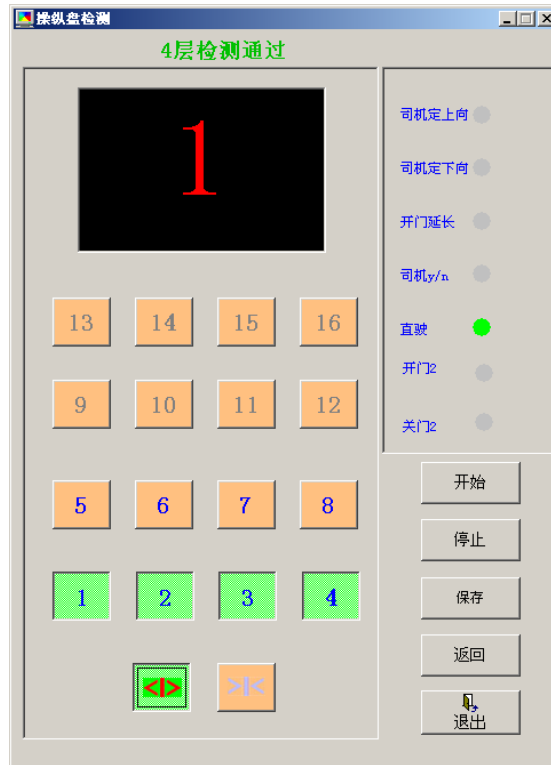 操纵盘检测
4层检测通过
1
13 14 15 16
9 10 11 12
5 6 7 8
1 2 3 4
<|> >|<
司机定上向
司机定下向
开门延长
司机y/n
直驶
开门2
关门2
开始
停止
保存
返回
退出